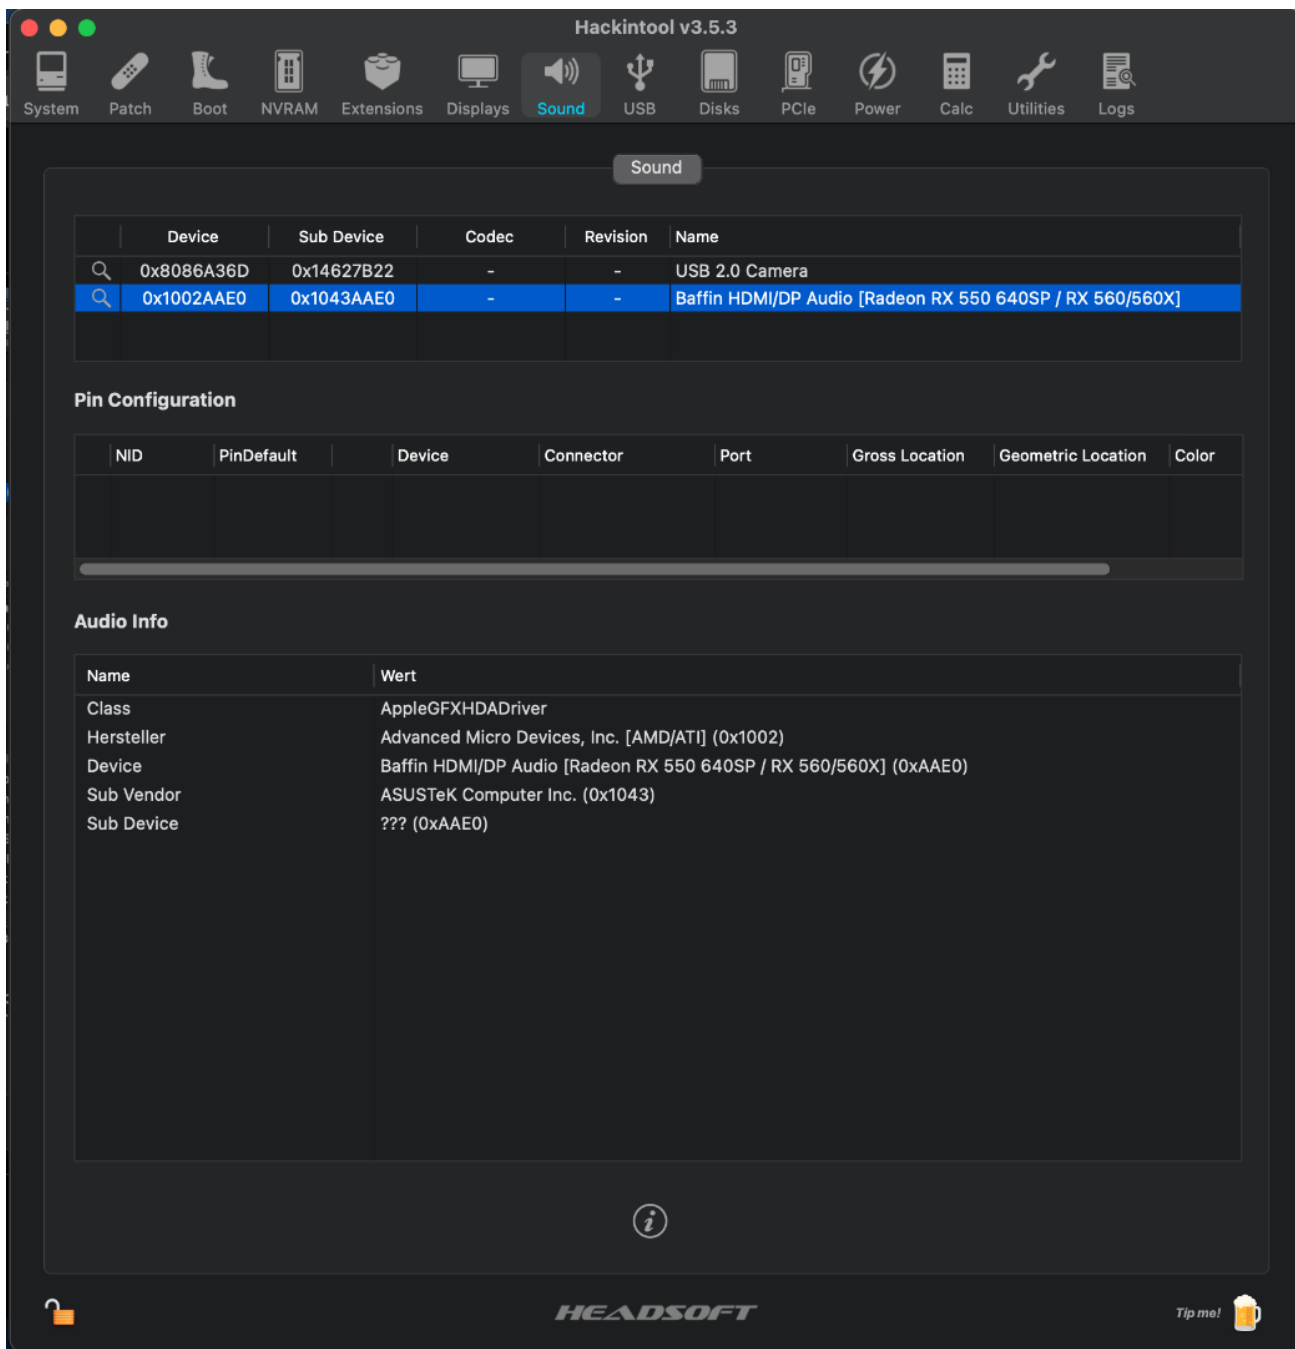 Hackintool v3.5.3
System Patch Boot NVRAM Extensions Displays Sound USB Disks PCIe Power Calc Utilities Logs
Sound
Device Sub Device Codec Revision Name
0x8086A36D 0x14627B22 - - USB 2.0 Camera
0x1002AAE0 0x1043AAE0 - - Baffin HDMI/DP Audio [Radeon RX 550 640SP / RX 560/560X]
Pin Configuration
NID PinDefault Device Connector Port Gross Location Geometric Location Color
Audio Info
Name Wert
Class AppleGFXHDADriver
Hersteller Advanced Micro Devices, Inc. [AMD/ATI] (0x1002)
Device Baffin HDMI/DP Audio [Radeon RX 550 640SP / RX 560/560X] (0xAAE0)
Sub Vendor ASUSTeK Computer Inc. (0x1043)
Sub Device ??? (0xAAE0)
i
HEADSOFT Tip me!